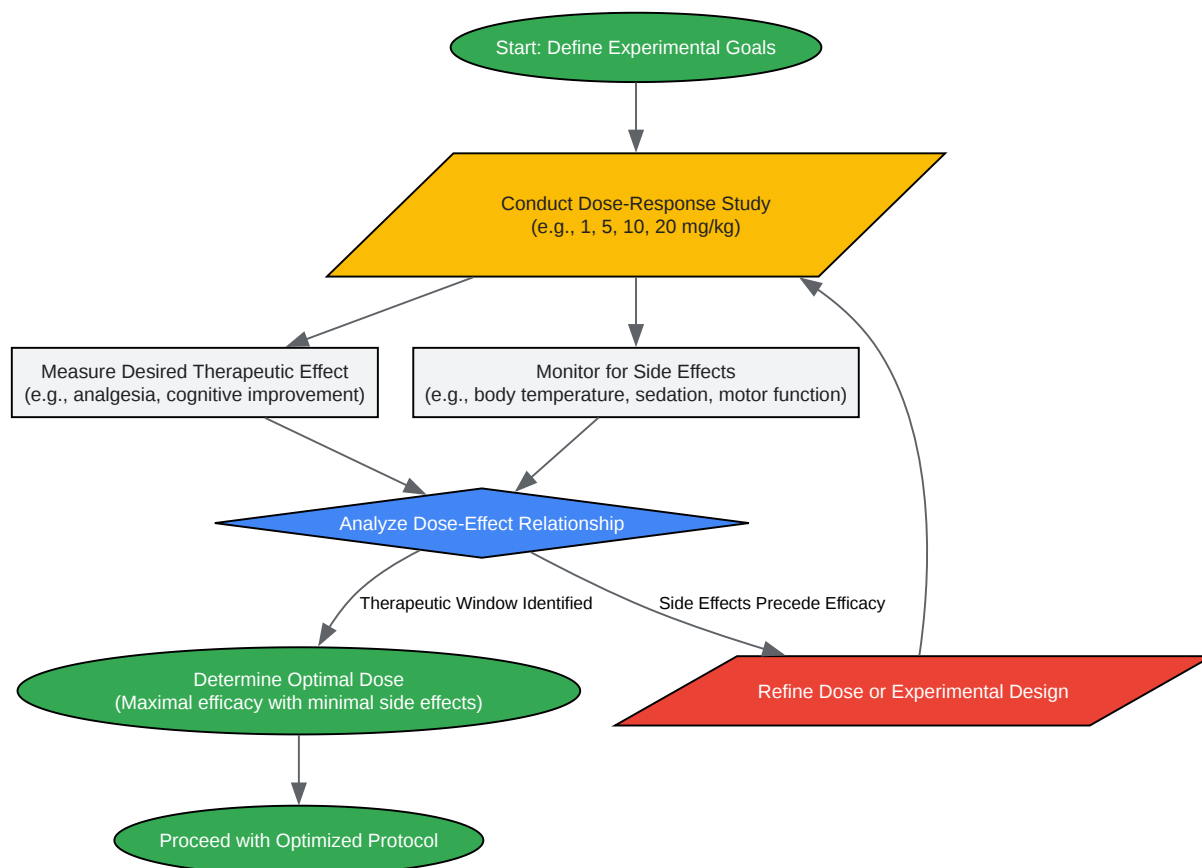 Start: Define Experimental Goals
Conduct Dose-Response Study
(e.g., 1, 5, 10, 20 mg/kg)
Measure Desired Therapeutic Effect
(e.g., analgesia, cognitive improvement)
Monitor for Side Effects
(e.g., body temperature, sedation, motor function)
Analyze Dose-Effect Relationship
Therapeutic Window Identified
Side Effects Precede Efficacy
Determine Optimal Dose
(Maximal efficacy with minimal side effects)
Refine Dose or Experimental Design
Proceed with Optimized Protocol